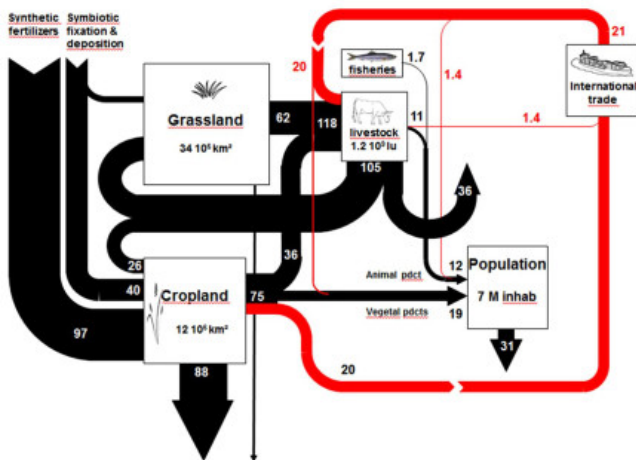 Synthetic
fertilizers
Symbiotic
fixation &
deposition
20
fisheries
1.7
1.4
21
International
trade
Grassland
34 10⁶ km²
62
118
livestock
1.2 10⁹ lu
11
1.4
105
36
36
26
40
97
Cropland
12 10⁶ km²
75
88
Animal pdct
12
Vegetal pdcts
19
Population
7 M inhab
31
20